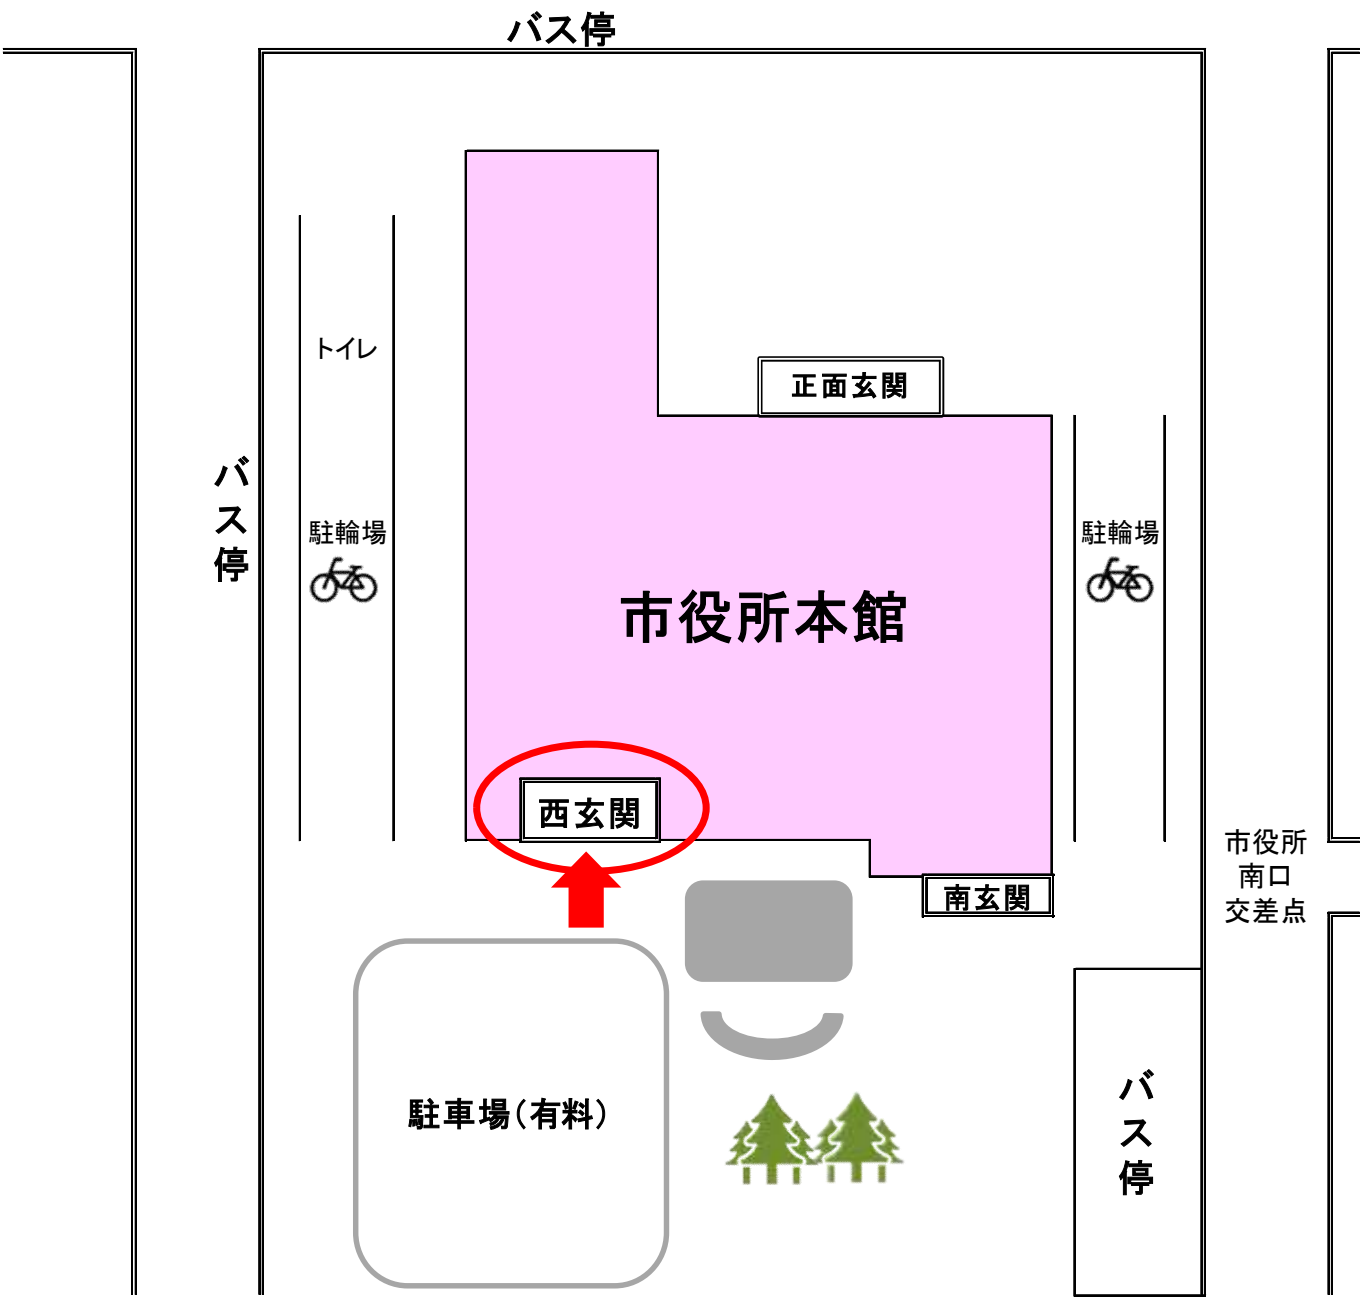 バス停
トイレ
正面玄関
バス停
駐輪場
駐輪場
市役所本館
西玄関
市役所
南口
交差点
南玄関
駐車場(有料)
バス停